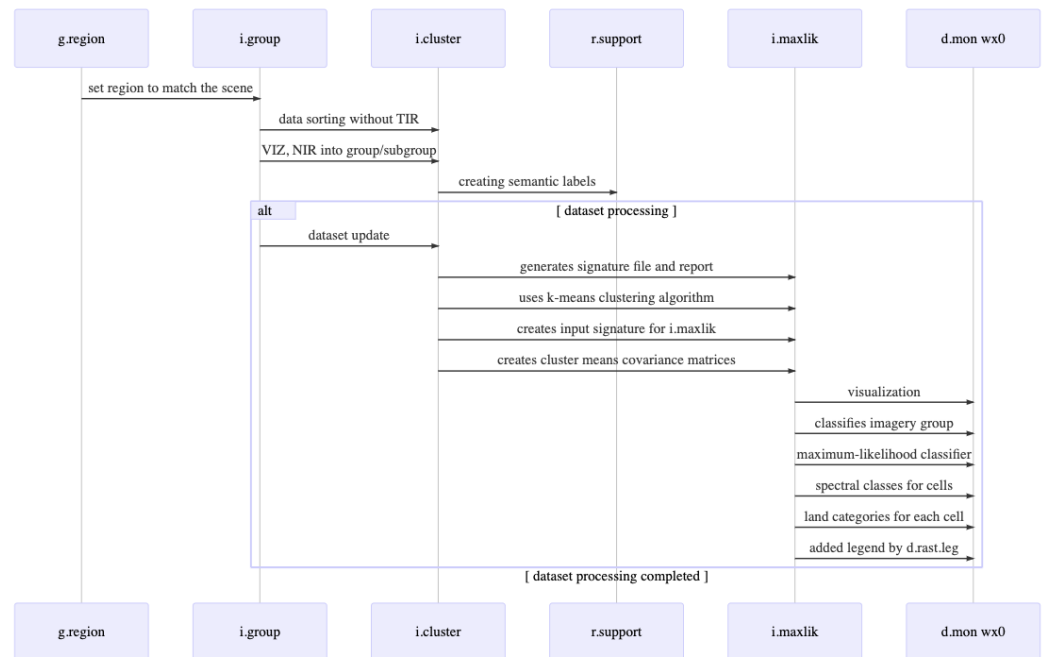 g.region
i.group
i.cluster
r.support
i.maxlik
d.mon wx0
set region to match the scene
data sorting without TIR
VIZ, NIR into group/subgroup
creating semantic labels
alt
[ dataset processing ]
dataset update
generates signature file and report
uses k-means clustering algorithm
creates input signature for i.maxlik
creates cluster means covariance matrices
visualization
classifies imagery group
maximum-likelihood classifier
spectral classes for cells
land categories for each cell
added legend by d.rast.leg
[ dataset processing completed ]
g.region
i.group
i.cluster
r.support
i.maxlik
d.mon wx0